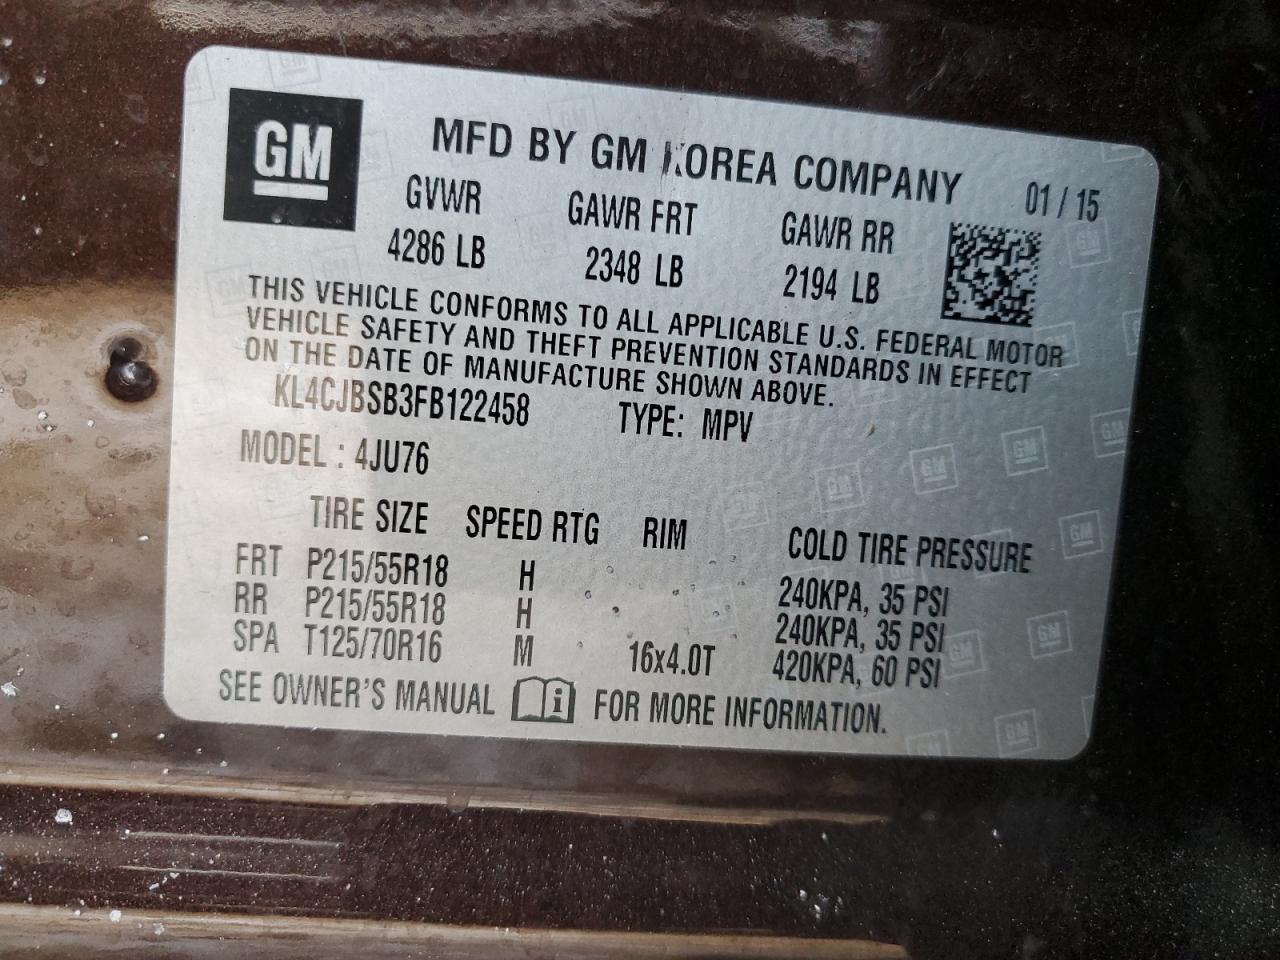 GM
MFD BY GM KOREA COMPANY 01 / 15
GVWR GAWR FRT GAWR RR
4286 LB 2348 LB 2194 LB
THIS VEHICLE CONFORMS TO ALL APPLICABLE U.S. FEDERAL MOTOR
VEHICLE SAFETY AND THEFT PREVENTION STANDARDS IN EFFECT
ON THE DATE OF MANUFACTURE SHOWN ABOVE.
KL4CJBSB3FB122458 TYPE: MPV
MODEL : 4JU76
TIRE SIZE SPEED RTG RIM COLD TIRE PRESSURE
FRT P215/55R18 H 240KPA, 35 PSI
RR P215/55R18 H 240KPA, 35 PSI
SPA T125/70R16 M 16x4.0T 420KPA, 60 PSI
SEE OWNER'S MANUAL i FOR MORE INFORMATION.